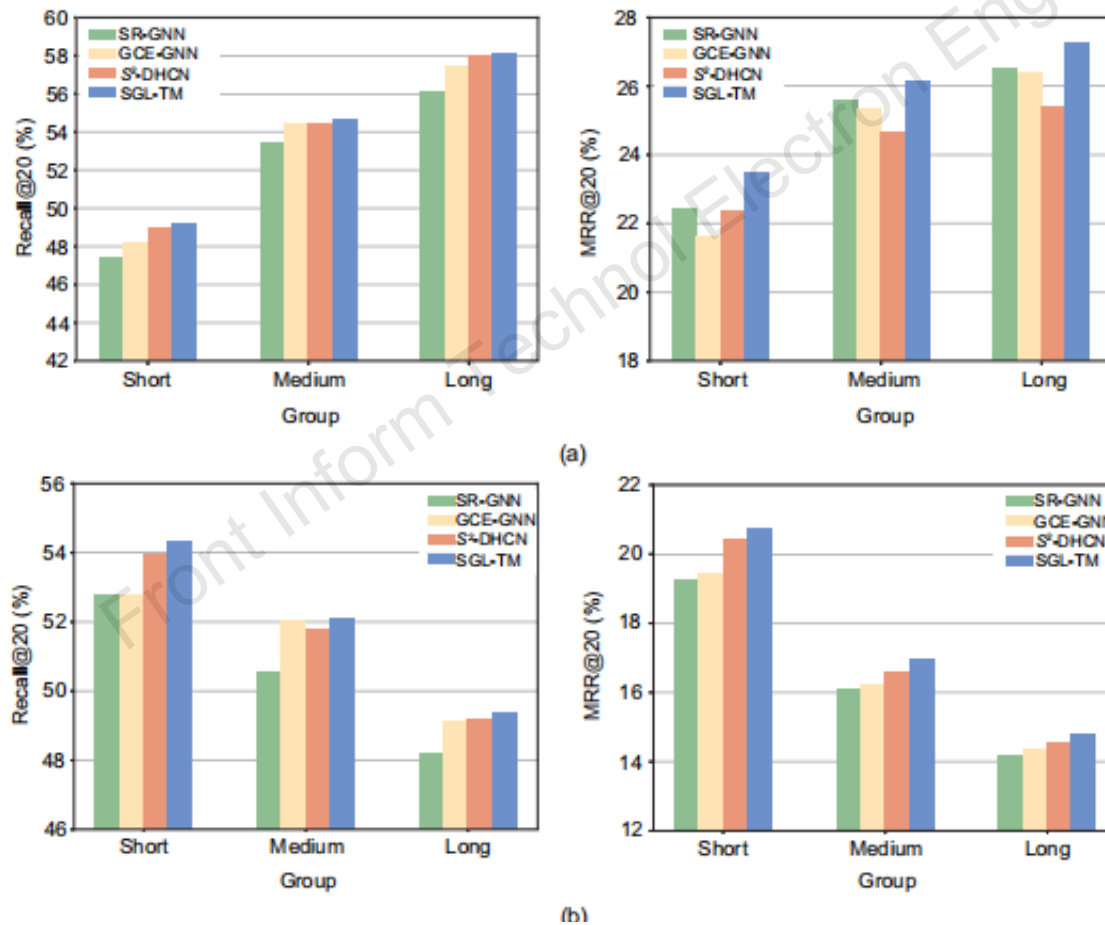 60
58
56
54
52
50
48
46
44
42
Recall@20 (%)
SR-GNN
GCE-GNN
S²-DHCN
SGL-TM
Short Medium Long
Group
28
26
24
22
20
18
MRR@20 (%)
SR-GNN
GCE-GNN
S²-DHCN
SGL-TM
Short Medium Long
Group
(a)
56
54
52
50
48
46
Recall@20 (%)
SR-GNN
GCE-GNN
S²-DHCN
SGL-TM
Short Medium Long
Group
22
20
18
16
14
12
MRR@20 (%)
SR-GNN
GCE-GNN
S²-DHCN
SGL-TM
Short Medium Long
Group
(b)
Front Inform Technol Electron Eng